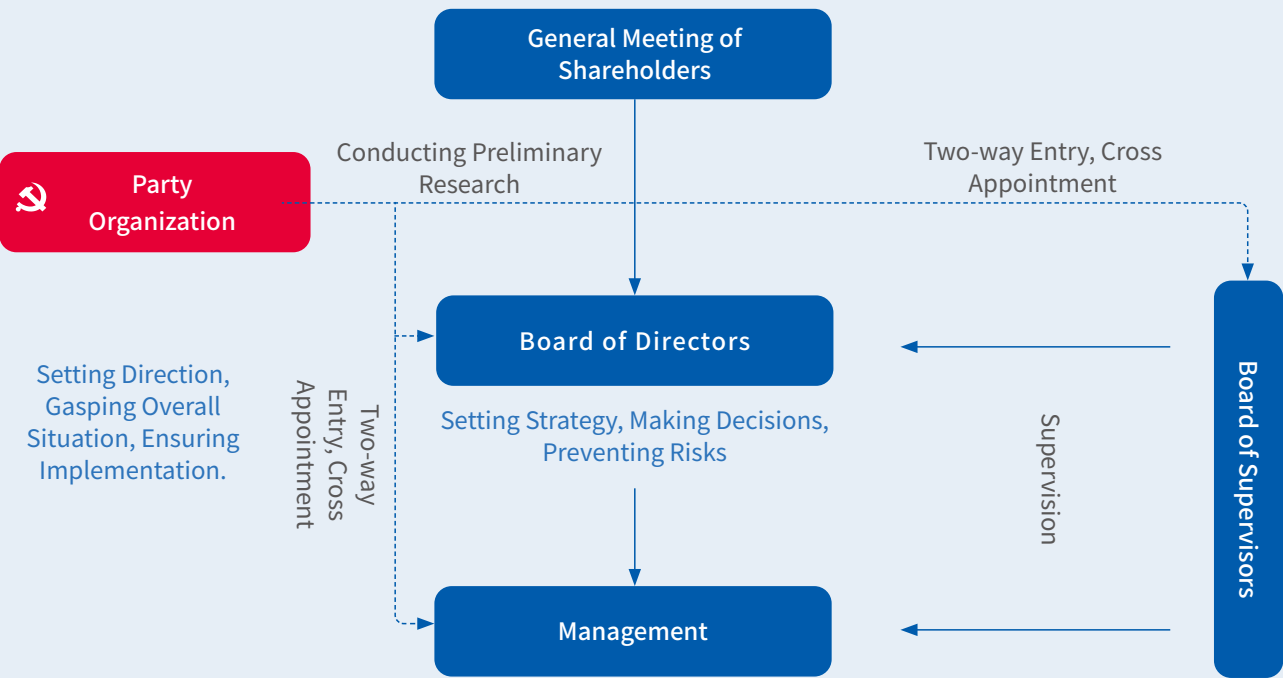 General Meeting of
Shareholders
Conducting Preliminary
Research
Two-way Entry, Cross
Appointment
Party
Organization
Board of Directors
Setting Direction,
Gasping Overall
Situation, Ensuring
Implementation.
Two-way
Entry, Cross
Appointment
Setting Strategy, Making Decisions,
Preventing Risks
Supervision
Board of Supervisors
Management